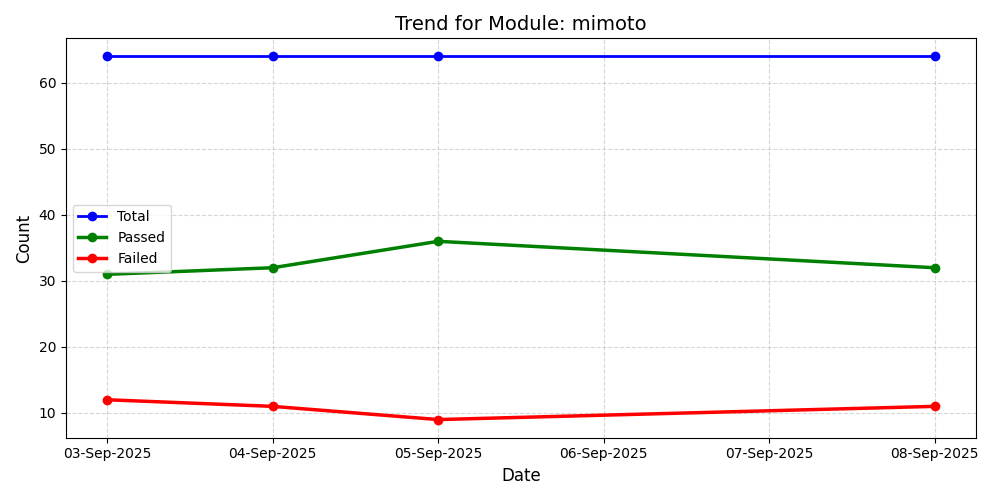 Trend for Module: mimoto
60
50
40
30
20
10
Count
Total
Passed
Failed
03-Sep-2025 04-Sep-2025 05-Sep-2025 06-Sep-2025 07-Sep-2025 08-Sep-2025
Date